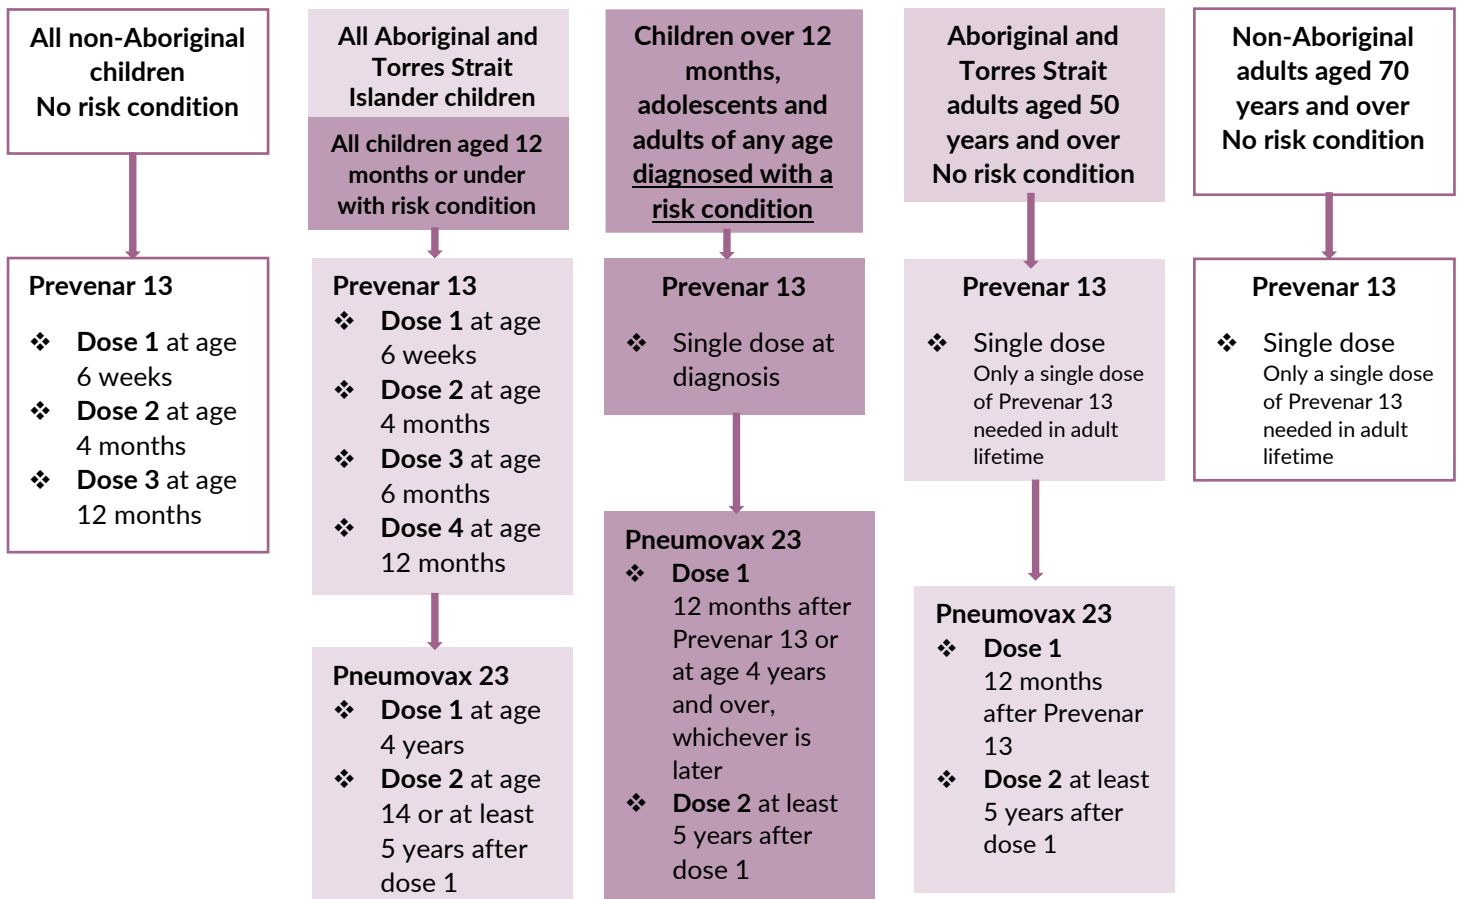 All non-Aboriginal
children
No risk condition
Prevenar 13
❖ Dose 1 at age
6 weeks
❖ Dose 2 at age
4 months
❖ Dose 3 at age
12 months
All Aboriginal and
Torres Strait
Islander children
All children aged 12
months or under
with risk condition
Prevenar 13
❖ Dose 1 at age
6 weeks
❖ Dose 2 at age
4 months
❖ Dose 3 at age
6 months
❖ Dose 4 at age
12 months
Pneumovax 23
❖ Dose 1 at age
4 years
❖ Dose 2 at age
14 or at least
5 years after
dose 1
Children over 12
months,
adolescents and
adults of any age
diagnosed with a
risk condition
Prevenar 13
❖ Single dose at
diagnosis
Pneumovax 23
❖ Dose 1
12 months after
Prevenar 13 or
at age 4 years
and over,
whichever is
later
❖ Dose 2 at least
5 years after
dose 1
Aboriginal and
Torres Strait
adults aged 50
years and over
No risk condition
Prevenar 13
❖ Single dose
Only a single dose
of Prevenar 13
needed in adult
lifetime
Pneumovax 23
❖ Dose 1
12 months
after Prevenar
13
❖ Dose 2 at least
5 years after
dose 1
Non-Aboriginal
adults aged 70
years and over
No risk condition
Prevenar 13
❖ Single dose
Only a single dose
of Prevenar 13
needed in adult
lifetime